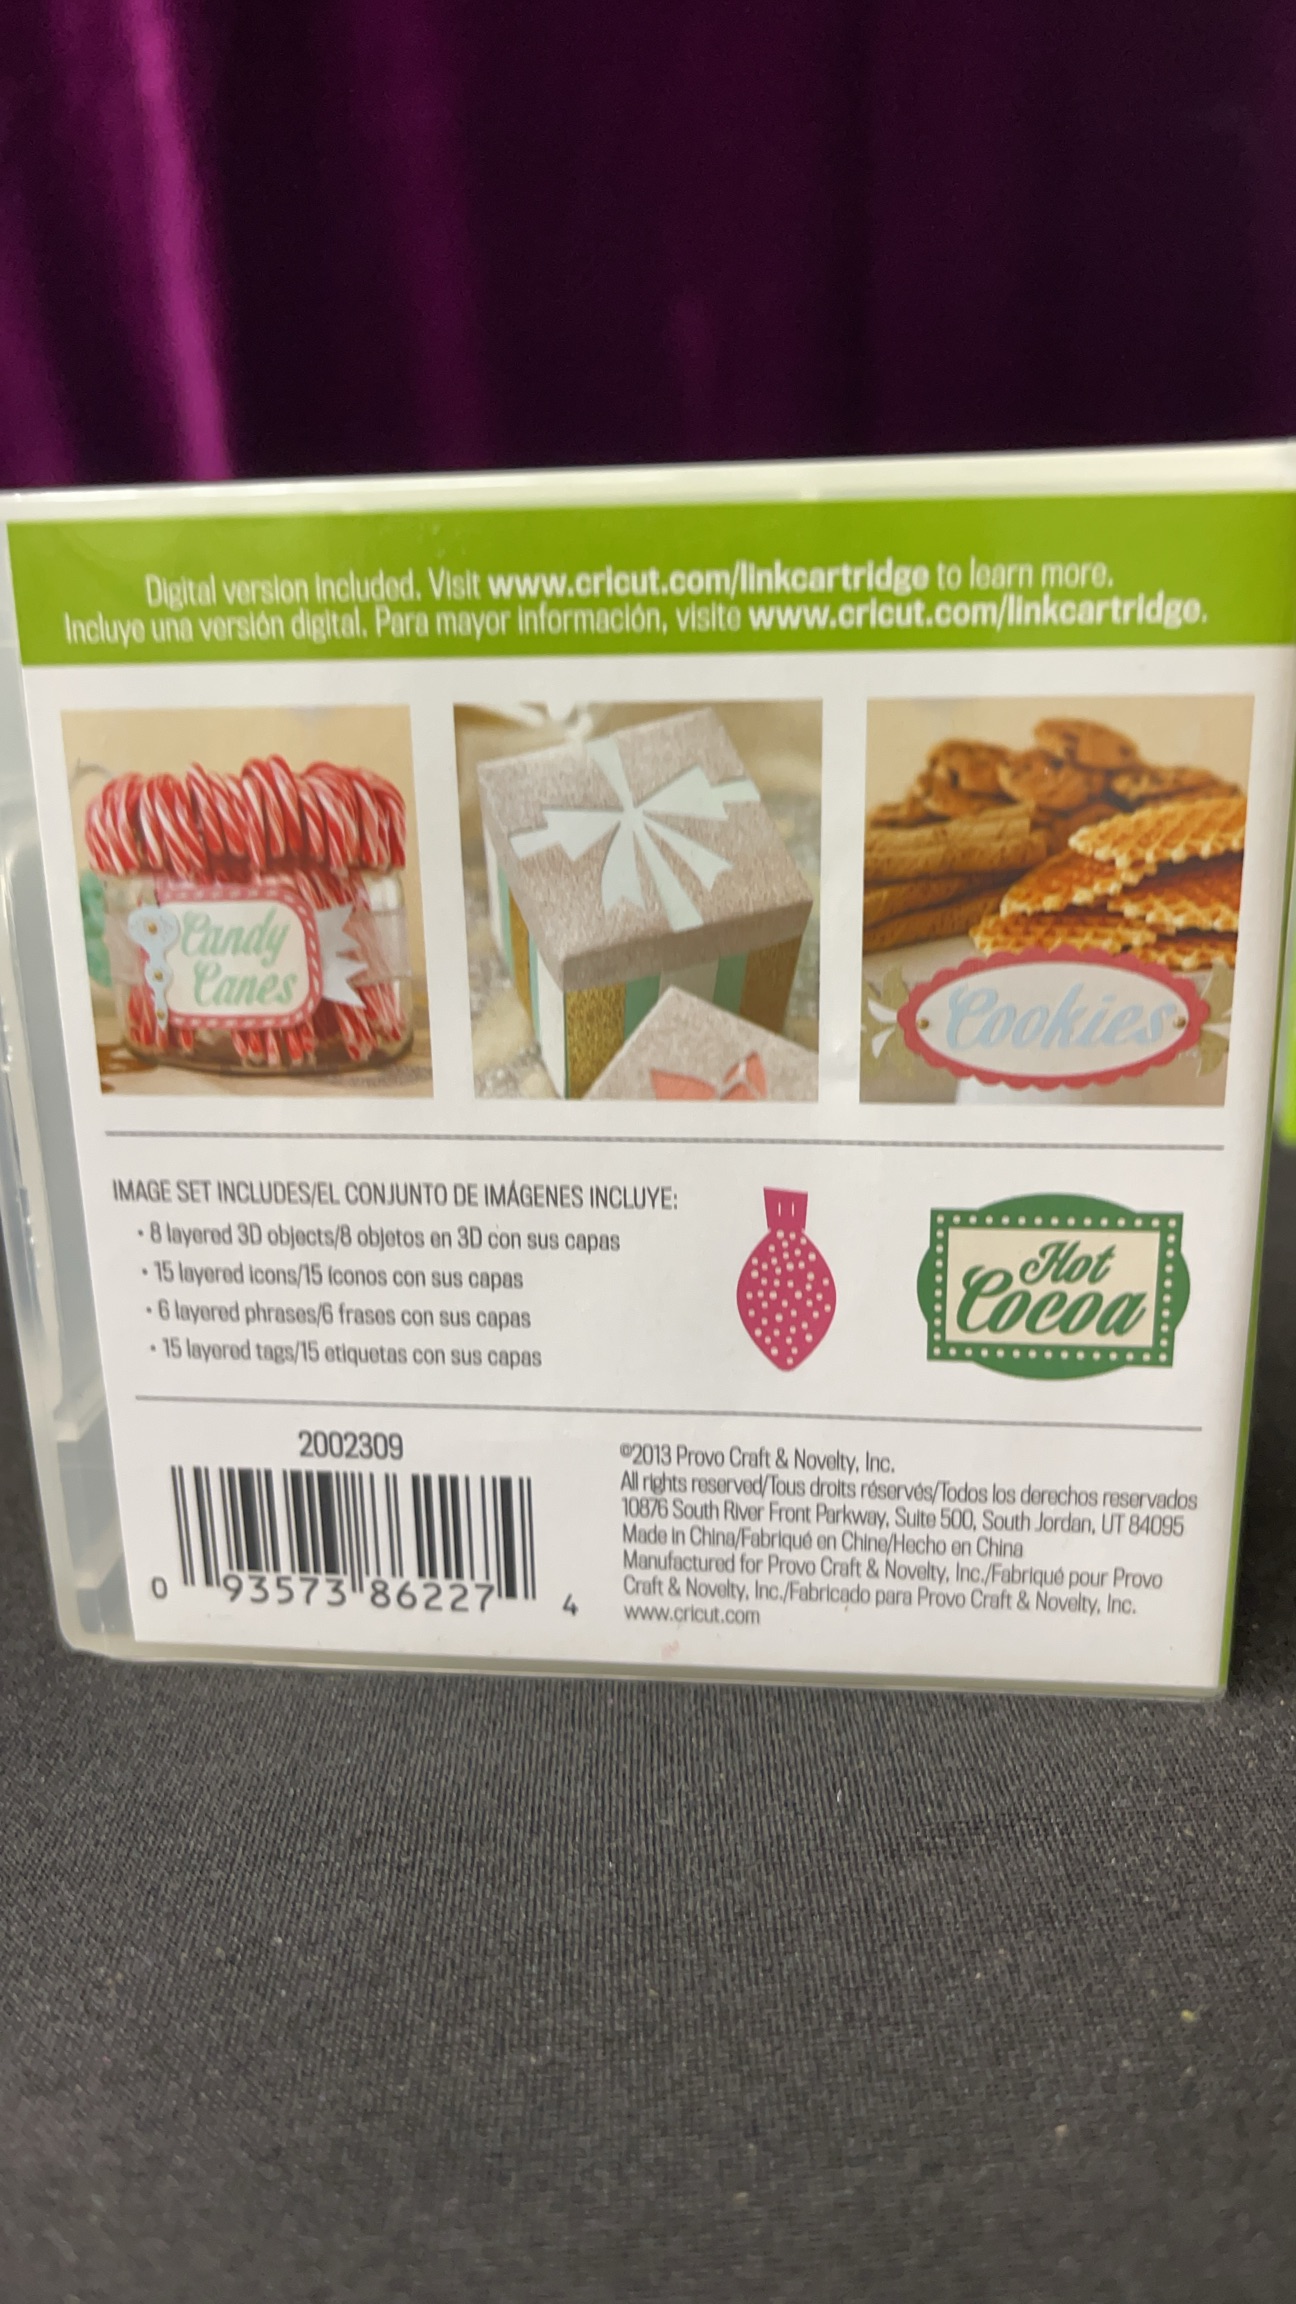 Digital version included. Visit www.cricut.com/linkcartridge to learn more.
Incluye una versión digital. Para mayor información, visite www.cricut.com/linkcartridge.
Candy
Canes
Cookies
IMAGE SET INCLUDES/EL CONJUNTO DE IMÁGENES INCLUYE:
• 8 layered 3D objects/8 objetos en 3D con sus capas
• 15 layered icons/15 íconos con sus capas
• 6 layered phrases/6 frases con sus capas
• 15 layered tags/15 etiquetas con sus capas
Hot
Cocoa
2002309
0 93573 86227 4
©2013 Provo Craft & Novelty, Inc.
All rights reserved/Tous droits réservés/Todos los derechos reservados
10876 South River Front Parkway, Suite 500, South Jordan, UT 84095
Made in China/Fabriqué en Chine/Hecho en China
Manufactured for Provo Craft & Novelty, Inc./Fabriqué pour Provo
Craft & Novelty, Inc./Fabricado para Provo Craft & Novelty, Inc.
www.cricut.com